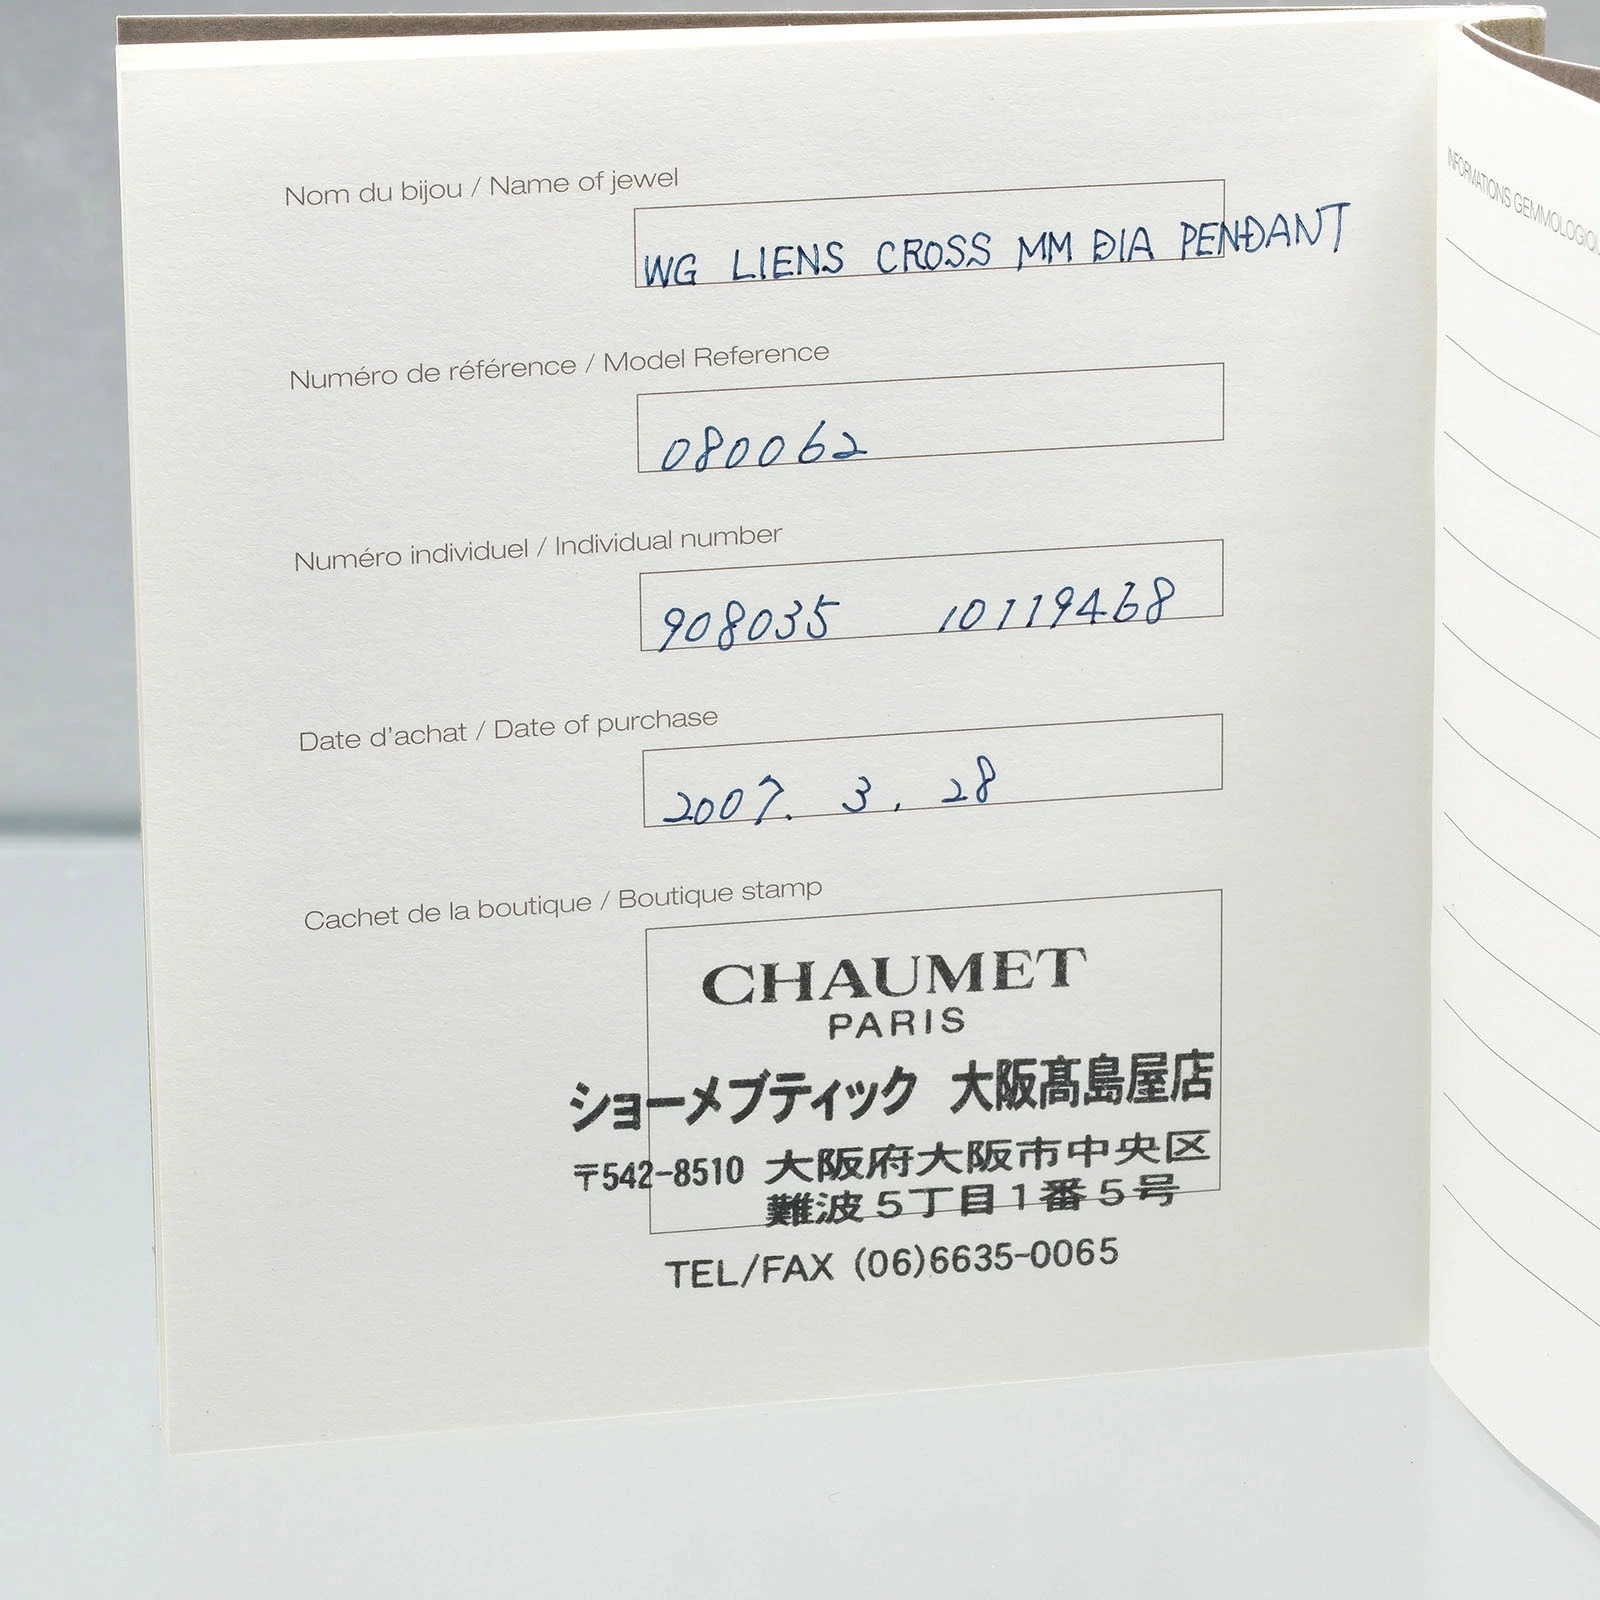 Nom du bijou / Name of jewel
WG LIENS CROSS MM DIA PENDANT
Numéro de référence / Model Reference
080062
Numéro individuel / Individual number
908035 10119468
Date d'achat / Date of purchase
2007. 3. 28
Cachet de la boutique / Boutique stamp
CHAUMET
PARIS
ショーメブティック 大阪髙島屋店
〒542-8510 大阪府大阪市中央区
難波5丁目1番5号
TEL/FAX (06)6635-0065
INFORMATIONS